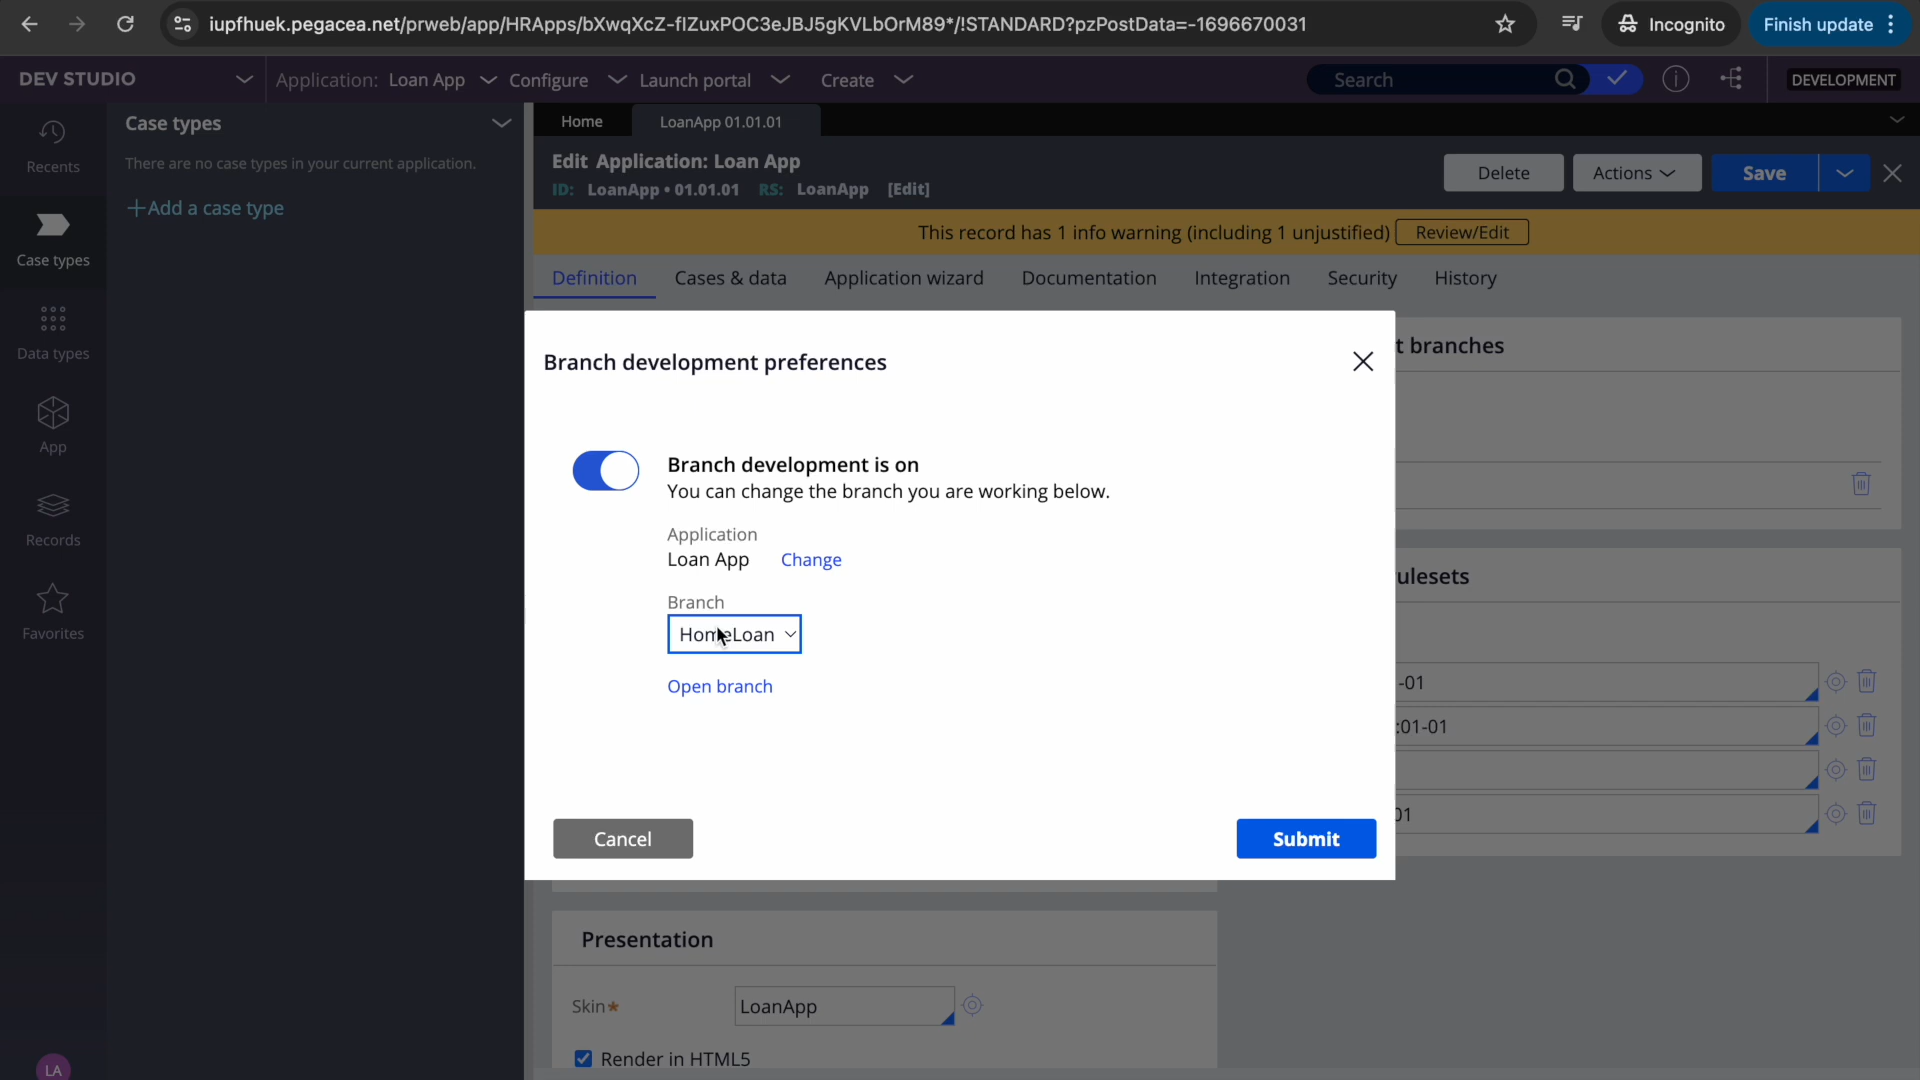 iupfhuek.pegacea.net/prweb/app/HRApps/bXwqXcZ-fIZuxPOC3eJBJ5gKVLbOrM89*/!STANDARD?pzPostData=-1696670031
Incognito
Finish update
DEV STUDIO
Application: Loan App
Configure
Launch portal
Create
Search
DEVELOPMENT
Recents
Case types
Data types
App
Records
Favorites
LA
Case types
There are no case types in your current application.
+Add a case type
Home
LoanApp 01.01.01
Edit Application: Loan App
ID: LoanApp • 01.01.01 RS: LoanApp [Edit]
Delete
Actions
Save
This record has 1 info warning (including 1 unjustified)
Review/Edit
Definition
Cases & data
Application wizard
Documentation
Integration
Security
History
Branch development preferences
Branch development is on
You can change the branch you are working below.
Application
Loan App Change
Branch
HomeLoan
Open branch
Cancel
Submit
t branches
ulesets
-01
:01-01
01
Presentation
Skin*
LoanApp
Render in HTML5